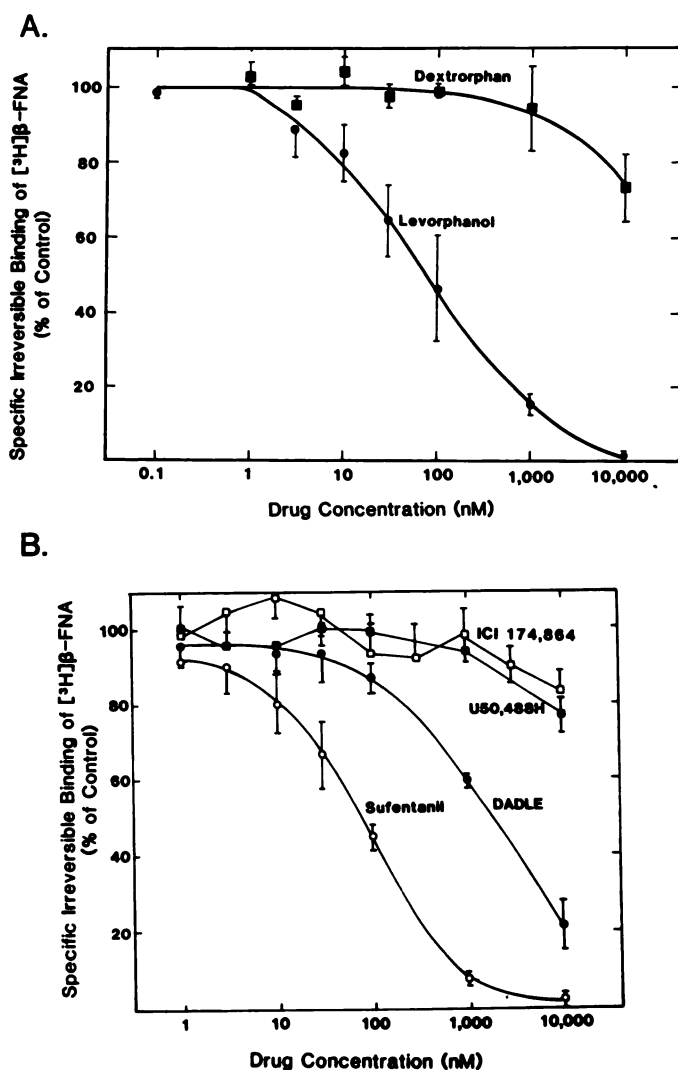 A.
Specific Irreversible Binding of [³H]β-FNA
(% of Control)
100
80
60
40
20
Dextrorphan
Levorphanol
0.1
1
10
100
1,000
10,000
Drug Concentration (nM)
B.
Specific Irreversible Binding of [³H]β-FNA
(% of Control)
100
80
60
40
20
ICI 174,864
U50,488H
DADLE
Sufentanil
1
10
100
1,000
10,000
Drug Concentration (nM)